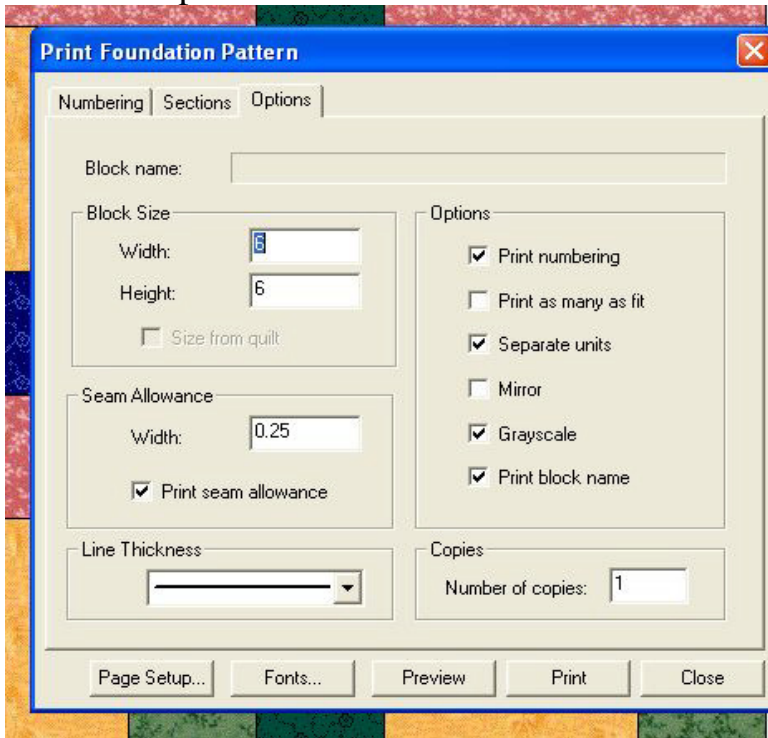 Print Foundation Pattern
Numbering Sections Options
Block name:
Block Size
Width: 6
Height: 6
Size from quilt
Seam Allowance
Width: 0.25
Print seam allowance
Line Thickness
Options
Print numbering
Print as many as fit
Separate units
Mirror
Grayscale
Print block name
Copies
Number of copies: 1
Page Setup... Fonts... Preview Print Close